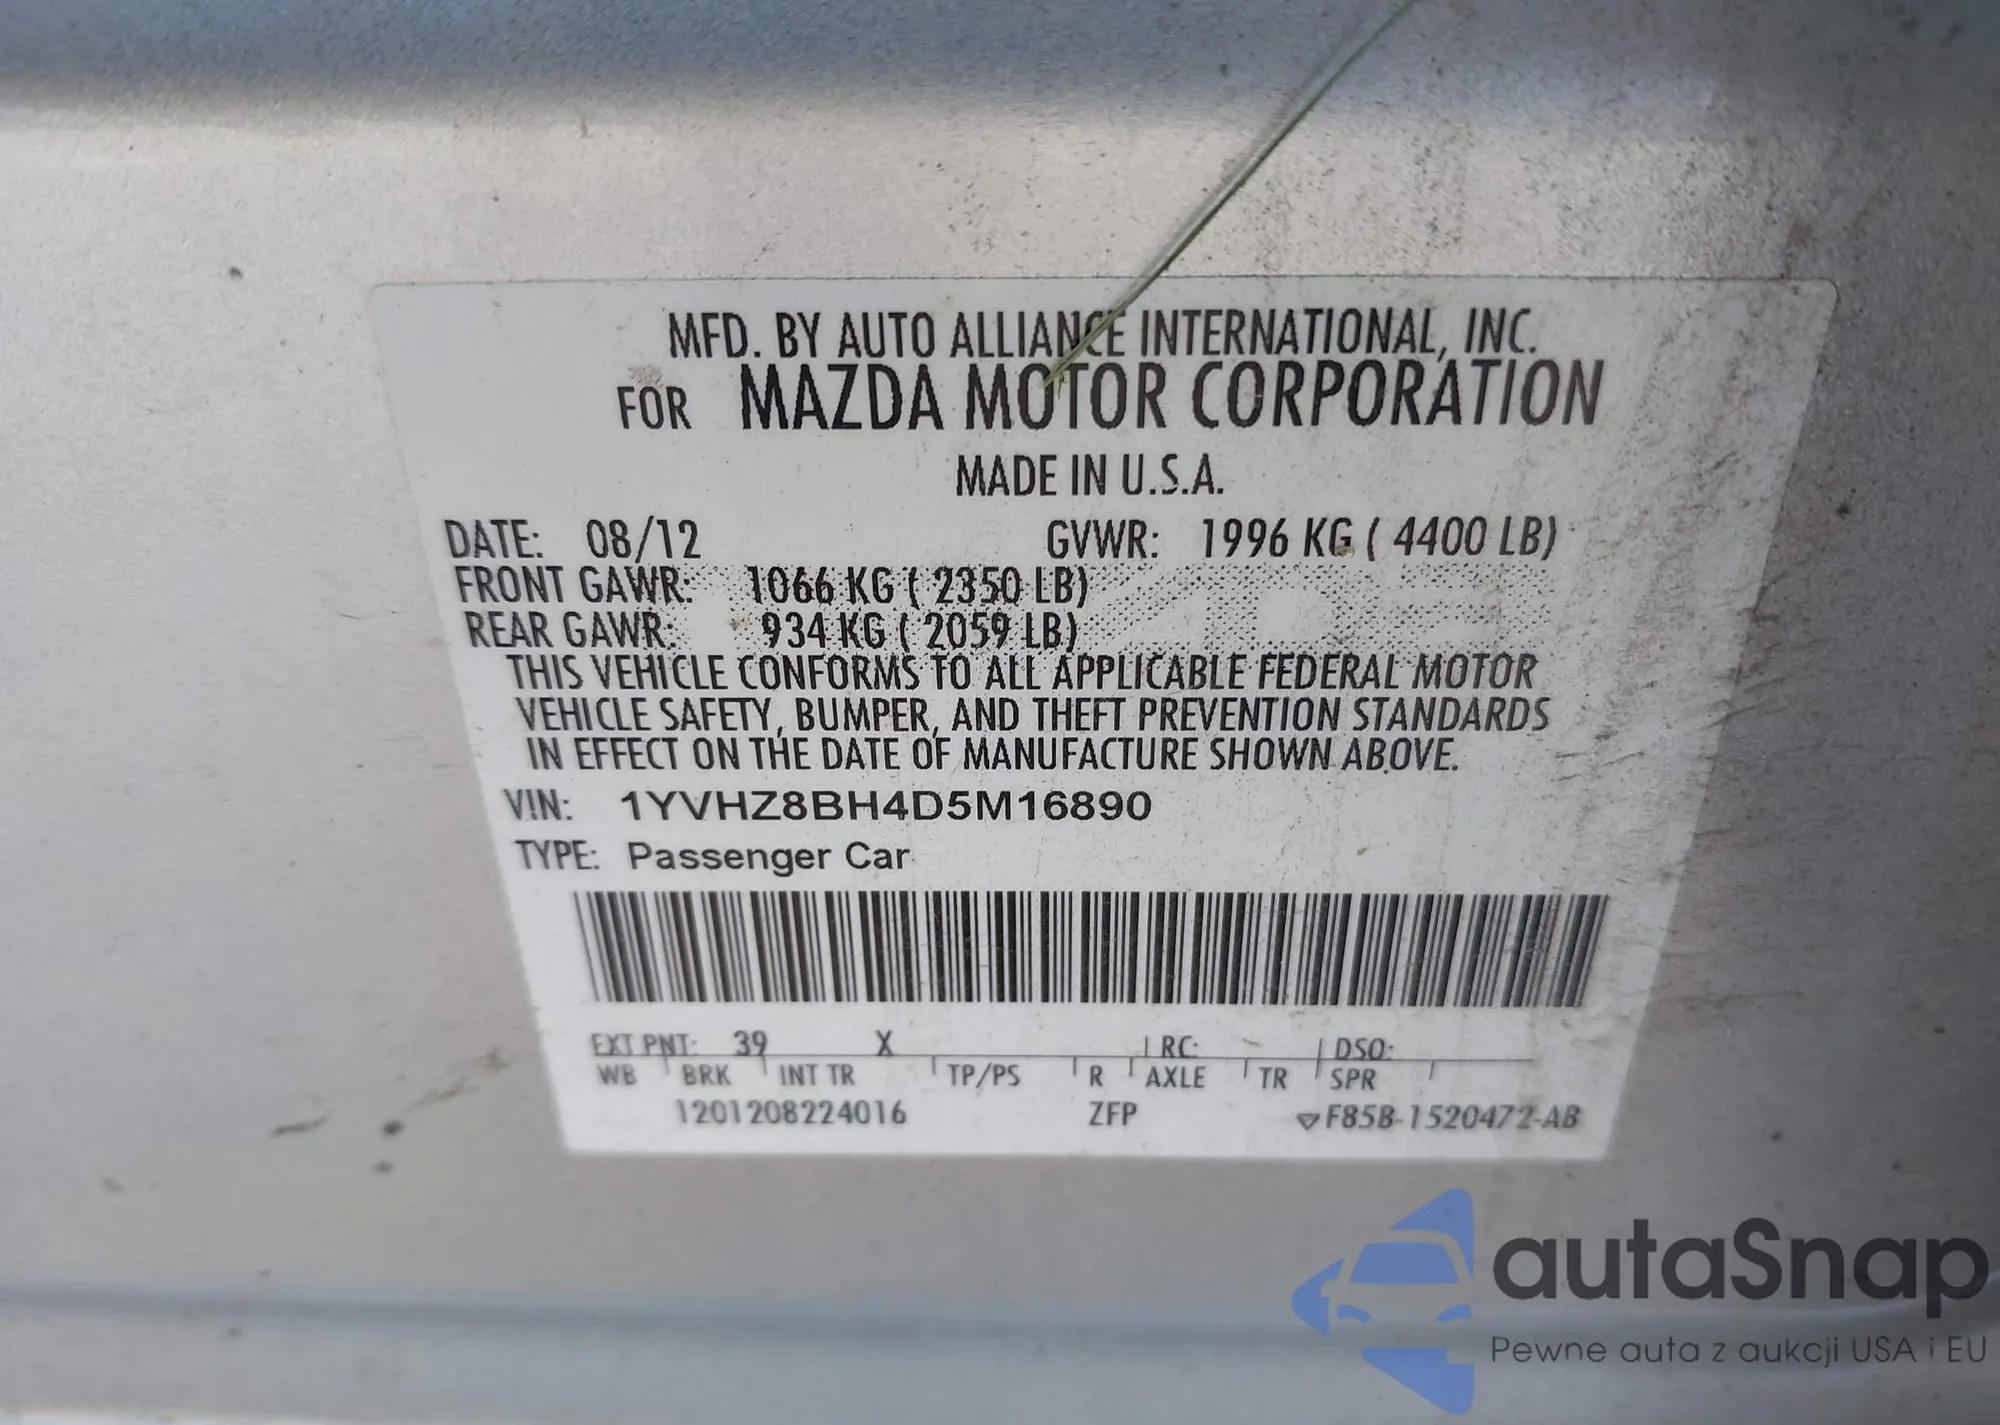 MFD. BY AUTO ALLIANCE INTERNATIONAL, INC.
FOR MAZDA MOTOR CORPORATION
MADE IN U.S.A.
DATE: 08/12 GVWR: 1996 KG ( 4400 LB)
FRONT GAWR: 1066 KG ( 2350 LB)
REAR GAWR: 934 KG ( 2059 LB)
THIS VEHICLE CONFORMS TO ALL APPLICABLE FEDERAL MOTOR
VEHICLE SAFETY, BUMPER, AND THEFT PREVENTION STANDARDS
IN EFFECT ON THE DATE OF MANUFACTURE SHOWN ABOVE.
VIN: 1YVHZ8BH4D5M16890
TYPE: Passenger Car
EXT PNT: 39 X RC: DSO:
WB BRK INT TR TP/PS R AXLE TR SPR
1201208224016 ZFP F85B-1520472-AB
autaSnap
Pewne auta z aukcji USA i EU